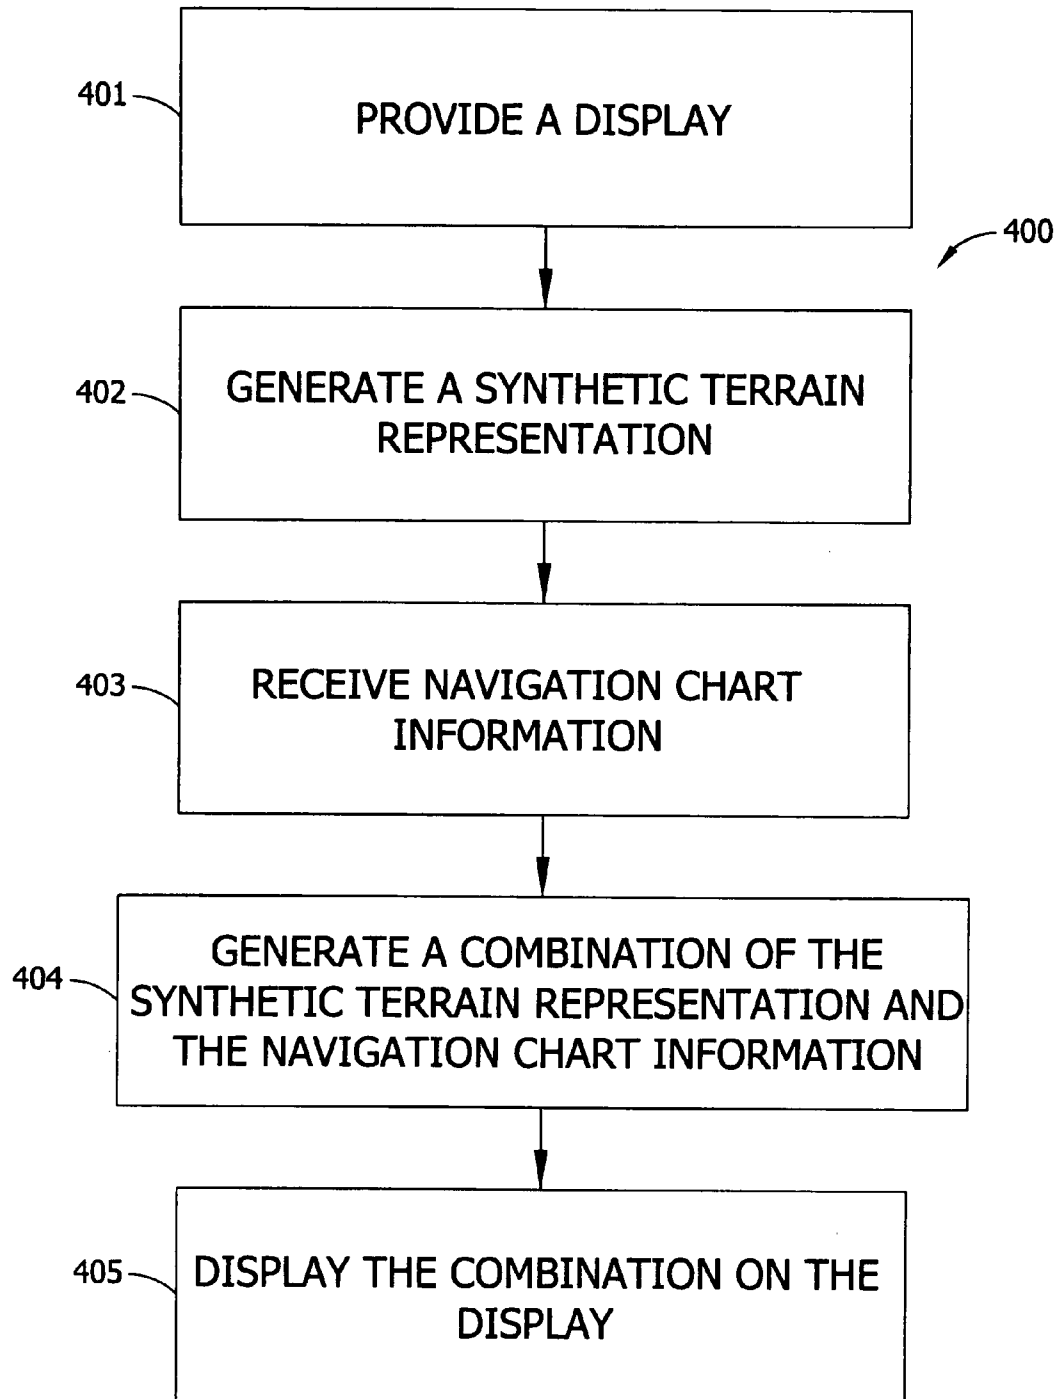 401
PROVIDE A DISPLAY
400
402
GENERATE A SYNTHETIC TERRAIN
REPRESENTATION
403
RECEIVE NAVIGATION CHART
INFORMATION
404
GENERATE A COMBINATION OF THE
SYNTHETIC TERRAIN REPRESENTATION AND
THE NAVIGATION CHART INFORMATION
405
DISPLAY THE COMBINATION ON THE
DISPLAY